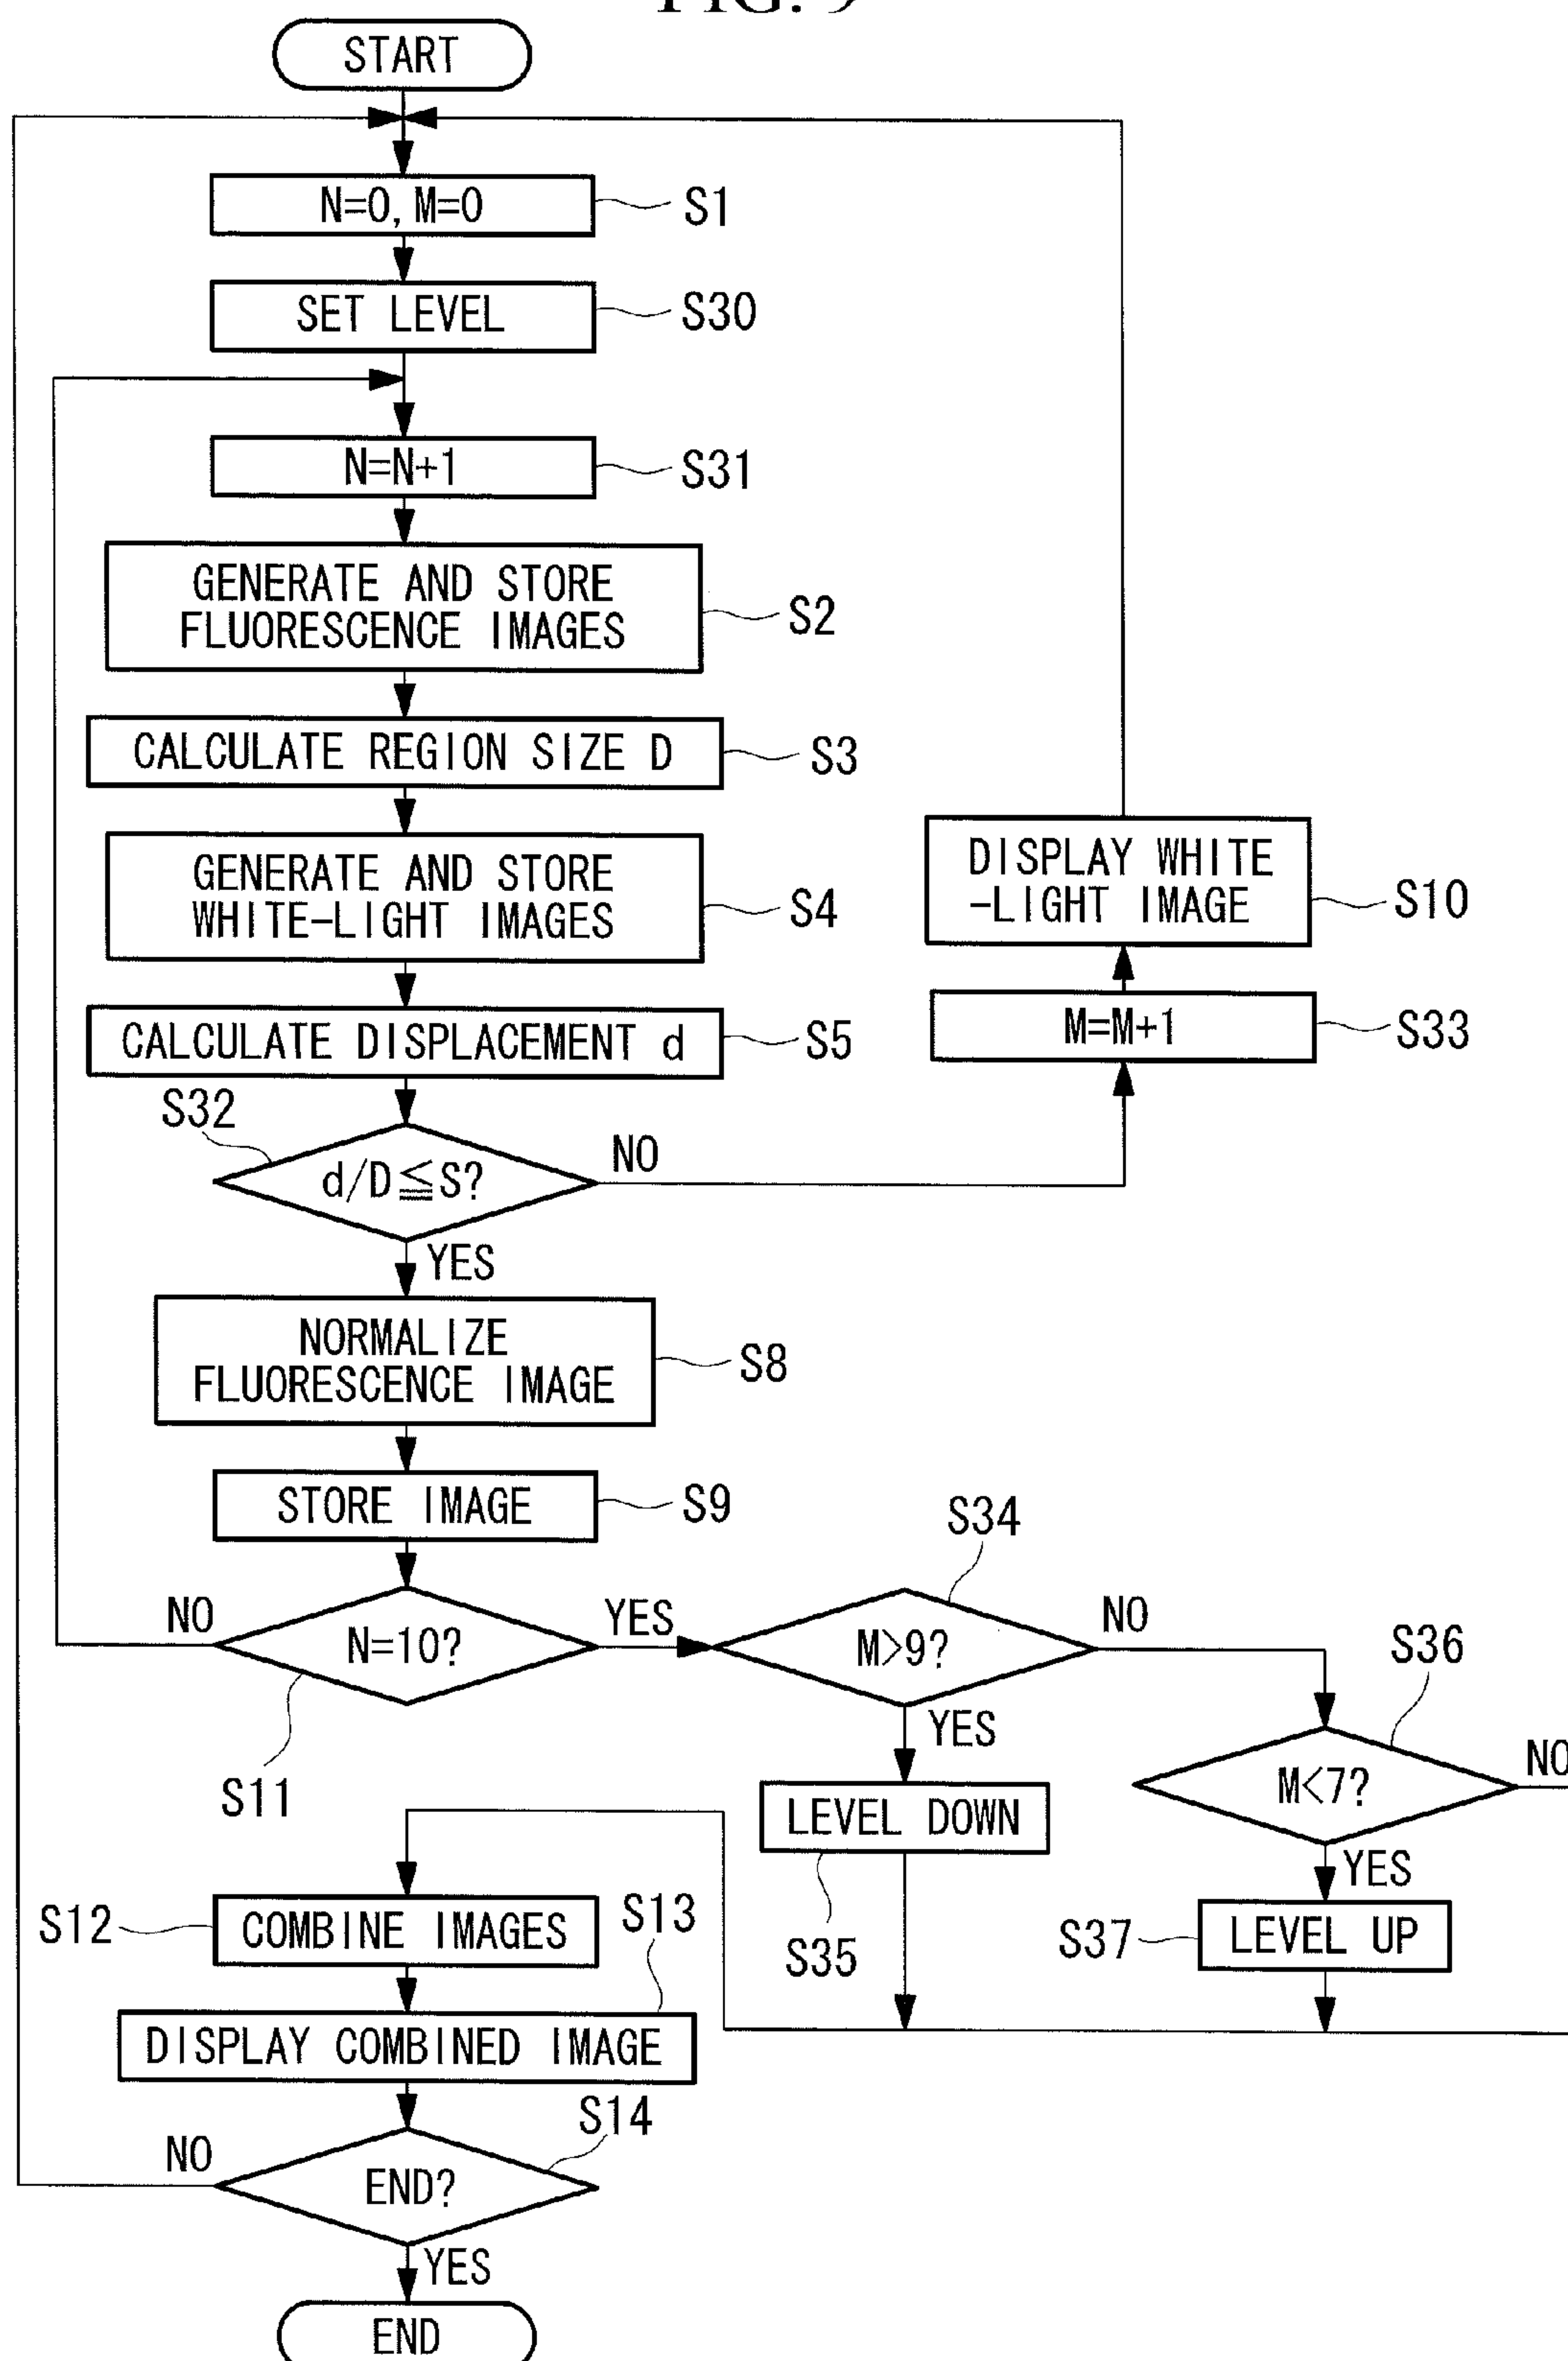 FIG. 9
START
N=0, M=0
S1
SET LEVEL
S30
N=N+1
S31
GENERATE AND STORE
FLUORESCENCE IMAGES
S2
CALCULATE REGION SIZE D
S3
GENERATE AND STORE
WHITE-LIGHT IMAGES
S4
DISPLAY WHITE
-LIGHT IMAGE
S10
CALCULATE DISPLACEMENT d
S5
M=M+1
S33
S32
d/D≦S?
NO
YES
NORMALIZE
FLUORESCENCE IMAGE
S8
STORE IMAGE
S9
S34
NO
N=10?
YES
M>9?
NO
S36
S11
YES
M<7?
NO
LEVEL DOWN
S35
YES
S37
LEVEL UP
S12
COMBINE IMAGES
S13
DISPLAY COMBINED IMAGE
S14
NO
END?
YES
END